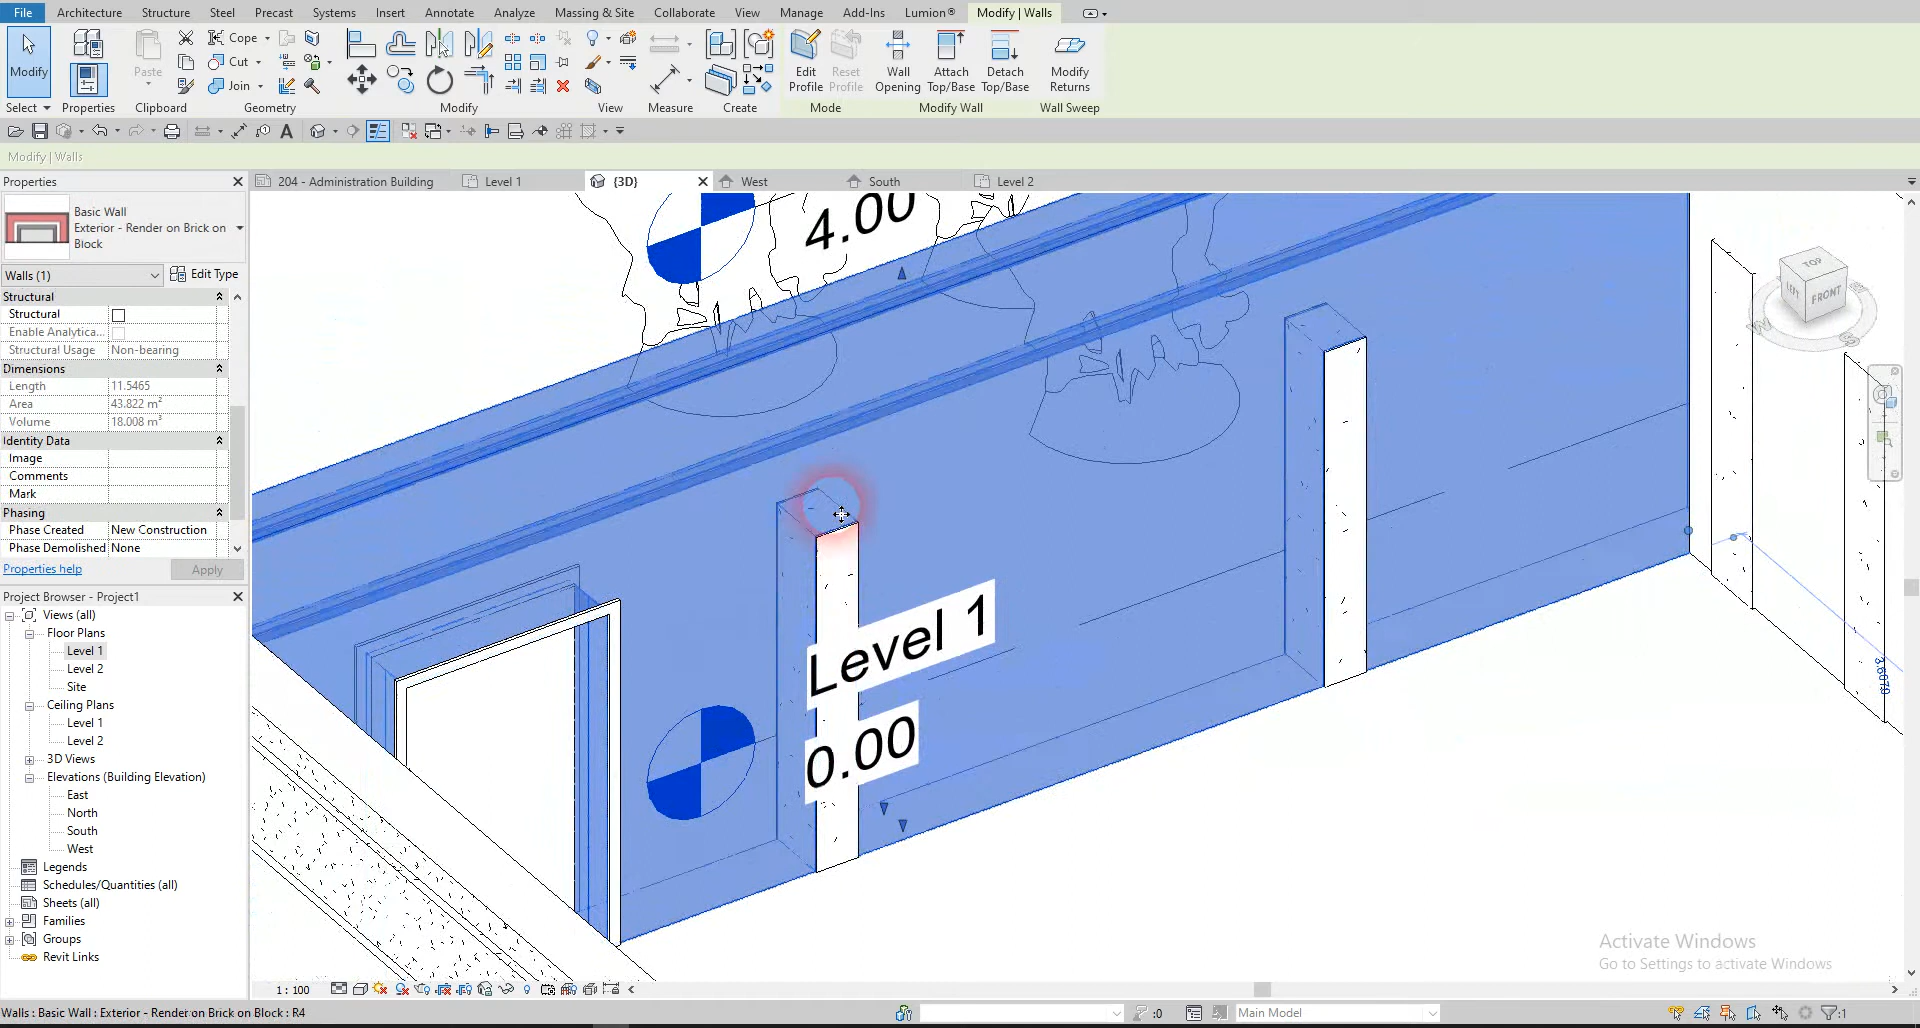 File Architecture Structure Steel Precast Systems Insert Annotate Analyze Massing & Site Collaborate View Manage Add-Ins Lumion® Modify | Walls
Modify
Paste
Cope
Cut
Join
Edit Profile
Reset Profile
Wall Opening
Attach Top/Base
Detach Top/Base
Modify Returns
Select Properties Clipboard Geometry Modify View Measure Create Mode Modify Wall Wall Sweep
Modify | Walls
Properties
204 - Administration Building
Level 1
{3D}
West
South
Level 2
Basic Wall
Exterior - Render on Brick on
Block
Walls (1)
Edit Type
Structural
Structural
Enable Analytica...
Structural Usage Non-bearing
Dimensions
Length 11.5465
Area 43.822 m²
Volume 18.008 m³
Identity Data
Image
Comments
Mark
Phasing
Phase Created New Construction
Phase Demolished None
Properties help
Apply
Project Browser - Project1
Views (all)
Floor Plans
Level 1
Level 2
Site
Ceiling Plans
Level 1
Level 2
3D Views
Elevations (Building Elevation)
East
North
South
West
Legends
Schedules/Quantities (all)
Sheets (all)
Families
Groups
Revit Links
4.00
Level 1
0.00
TOP
LEFT
FRONT
W
S
3.6079
Activate Windows
Go to Settings to activate Windows
1 : 100
Walls : Basic Wall : Exterior - Render on Brick on Block : R4
:0
Main Model
:1